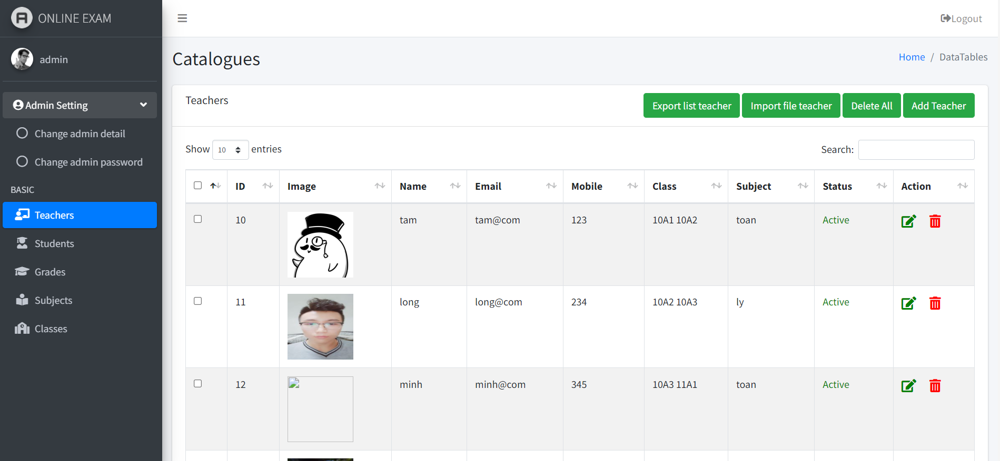 ONLINE EXAM
Logout
admin
Catalogues
Home / DataTables
Admin Setting
Change admin detail
Change admin password
BASIC
Teachers
Students
Grades
Subjects
Classes
Teachers
Export list teacher Import file teacher Delete All Add Teacher
Show 10 entries
Search:
ID Image Name Email Mobile Class Subject Status Action
10 tam tam@com 123 10A1 10A2 toan Active
11 long long@com 234 10A2 10A3 ly Active
12 minh minh@com 345 10A3 11A1 toan Active